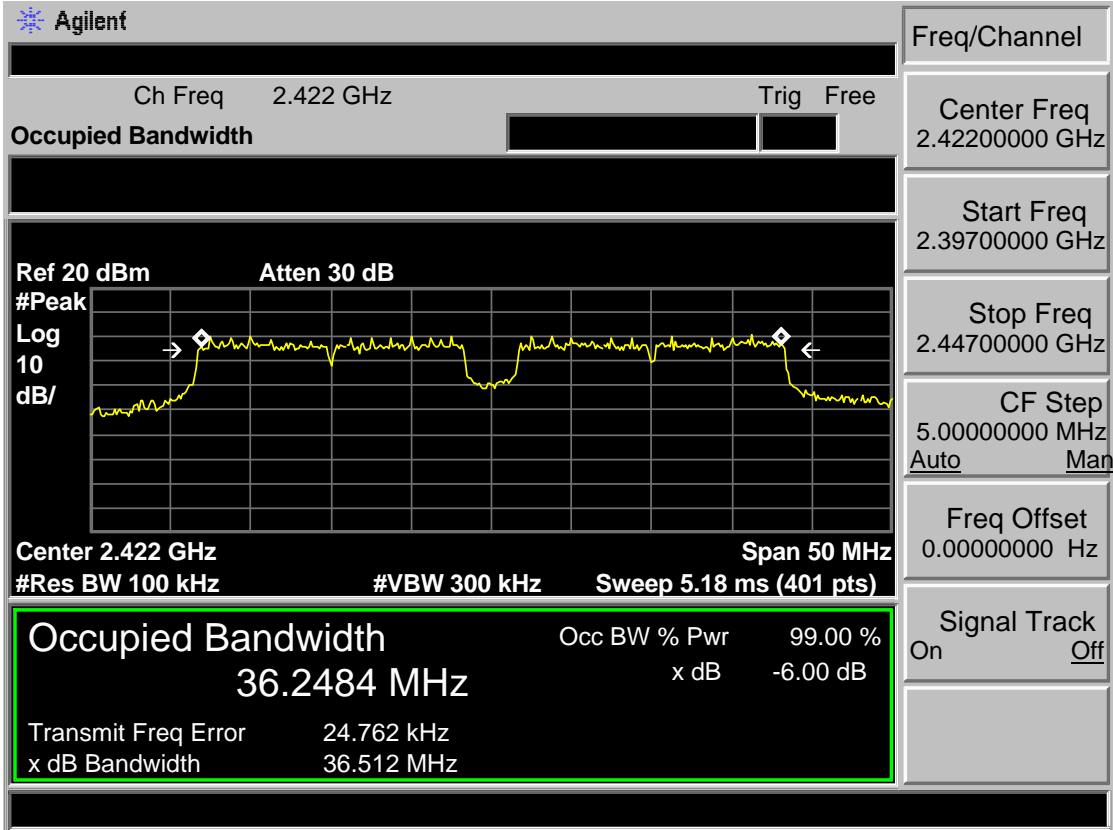 Agilent
Freq/Channel
Ch Freq 2.422 GHz Trig Free
Occupied Bandwidth
Center Freq
2.42200000 GHz
Start Freq
2.39700000 GHz
Stop Freq
2.44700000 GHz
CF Step
5.00000000 MHz
Auto Man
Freq Offset
0.00000000 Hz
Signal Track
On Off
Ref 20 dBm Atten 30 dB
#Peak
Log
10
dB/
Center 2.422 GHz Span 50 MHz
#Res BW 100 kHz #VBW 300 kHz Sweep 5.18 ms (401 pts)
Occupied Bandwidth Occ BW % Pwr 99.00 %
36.2484 MHz x dB -6.00 dB
Transmit Freq Error 24.762 kHz
x dB Bandwidth 36.512 MHz